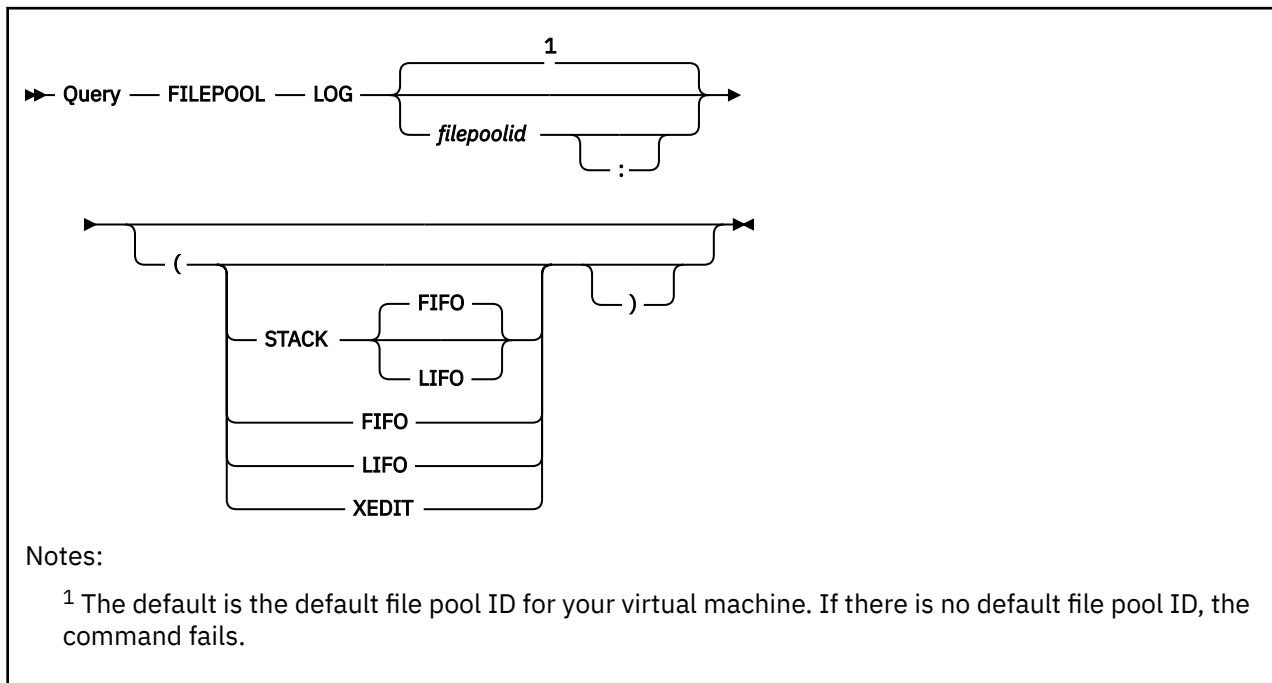 1
Query FILEPOOL LOG
filepoolid
:
(
STACK FIFO
LIFO
)
FIFO
LIFO
XEDIT
Notes:
1 The default is the default file pool ID for your virtual machine. If there is no default file pool ID, the
command fails.